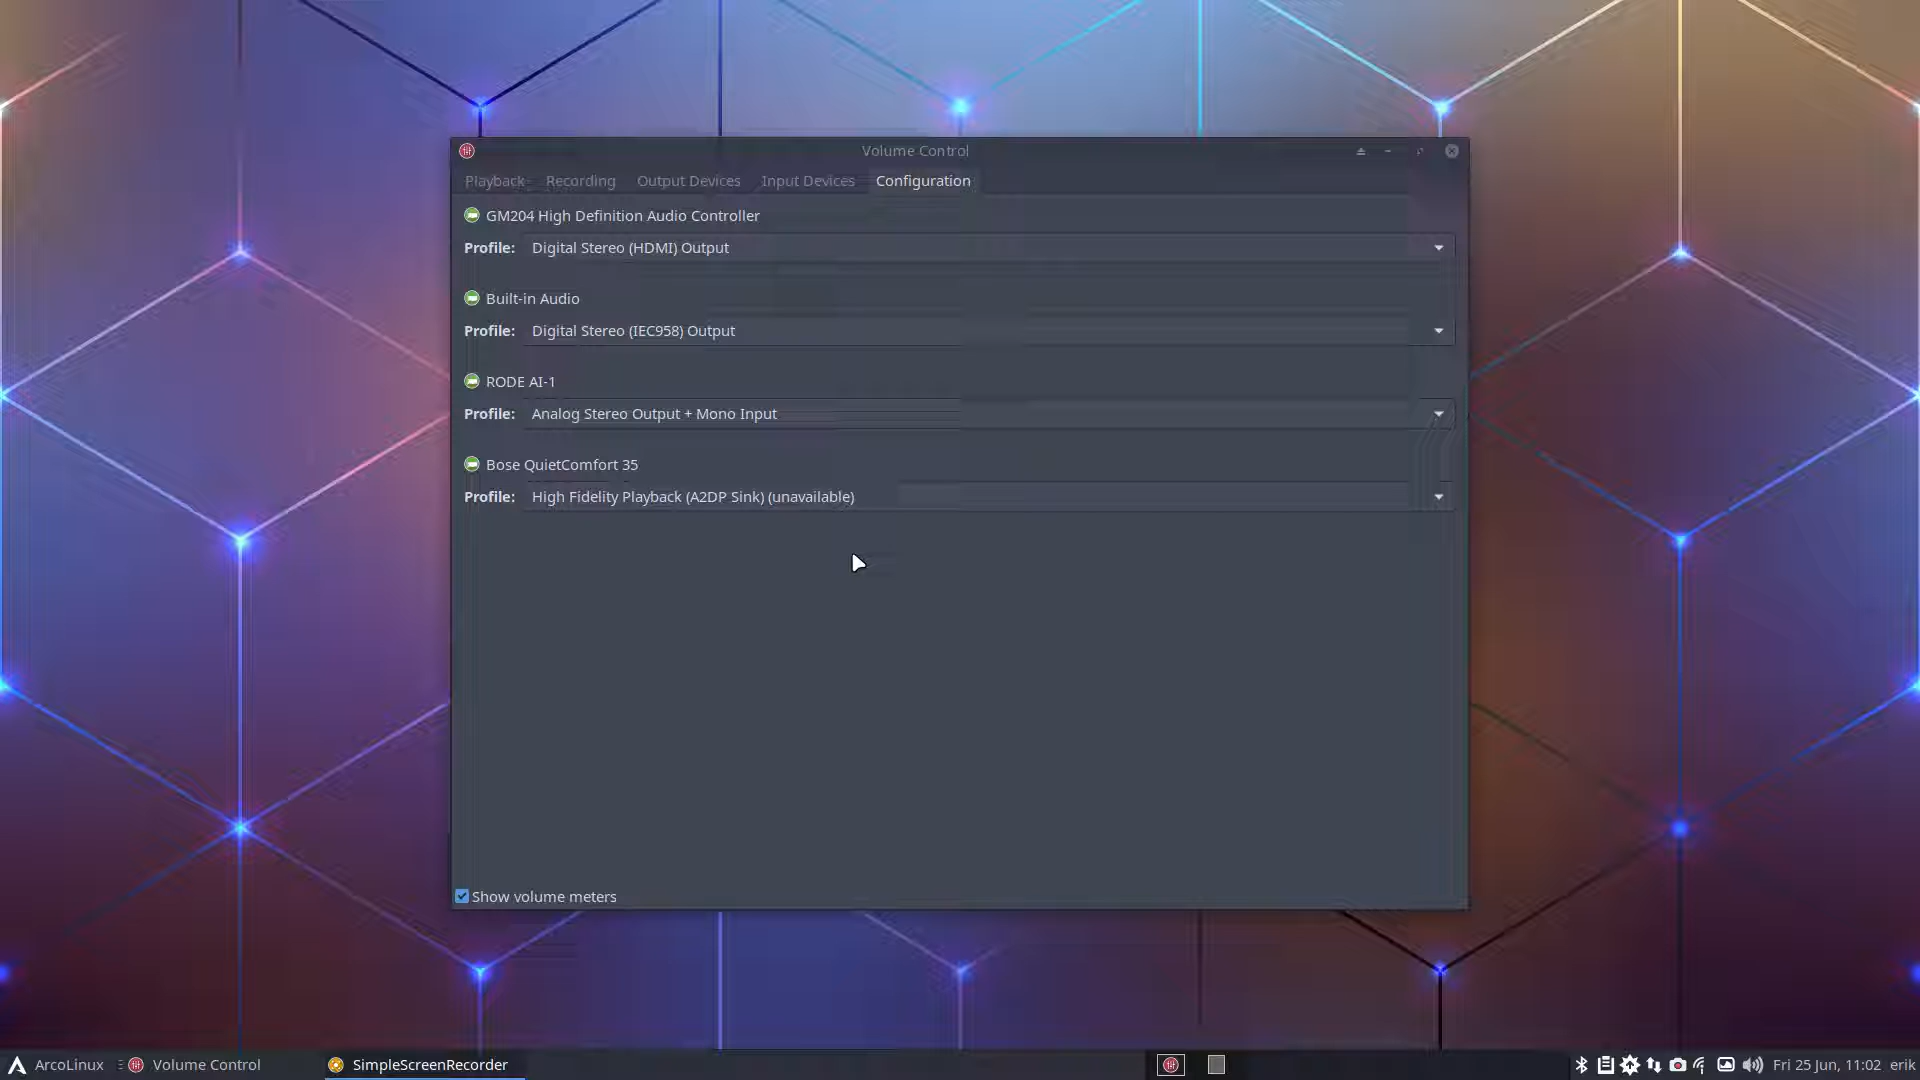 Volume Control
Playback Recording Output Devices Input Devices Configuration
GM204 High Definition Audio Controller
Profile: Digital Stereo (HDMI) Output
Built-in Audio
Profile: Digital Stereo (IEC958) Output
RODE AI-1
Profile: Analog Stereo Output + Mono Input
Bose QuietComfort 35
Profile: High Fidelity Playback (A2DP Sink) (unavailable)
Show volume meters
ArcoLinux Volume Control SimpleScreenRecorder Fri 25 Jun, 11:02 erik